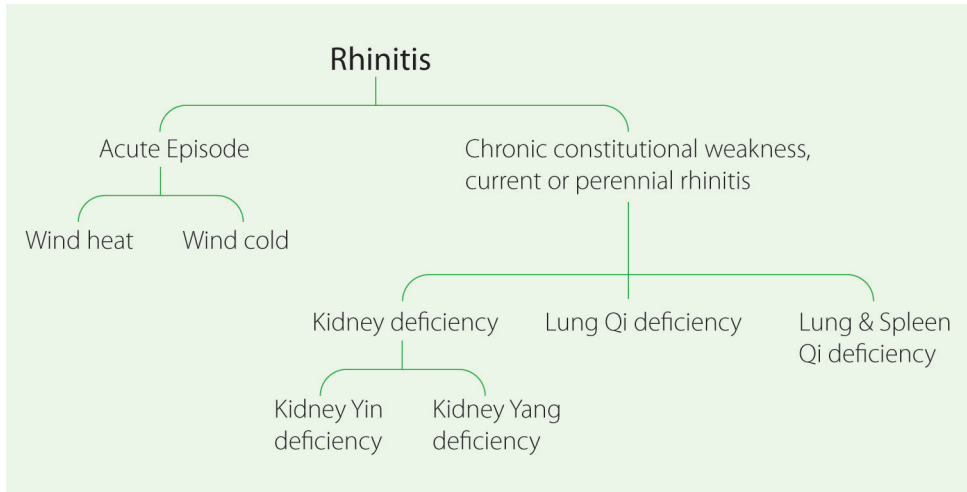 Rhinitis
Acute Episode
Chronic constitutional weakness,
current or perennial rhinitis
Wind heat
Wind cold
Kidney deficiency
Lung Qi deficiency
Lung & Spleen
Qi deficiency
Kidney Yin
deficiency
Kidney Yang
deficiency